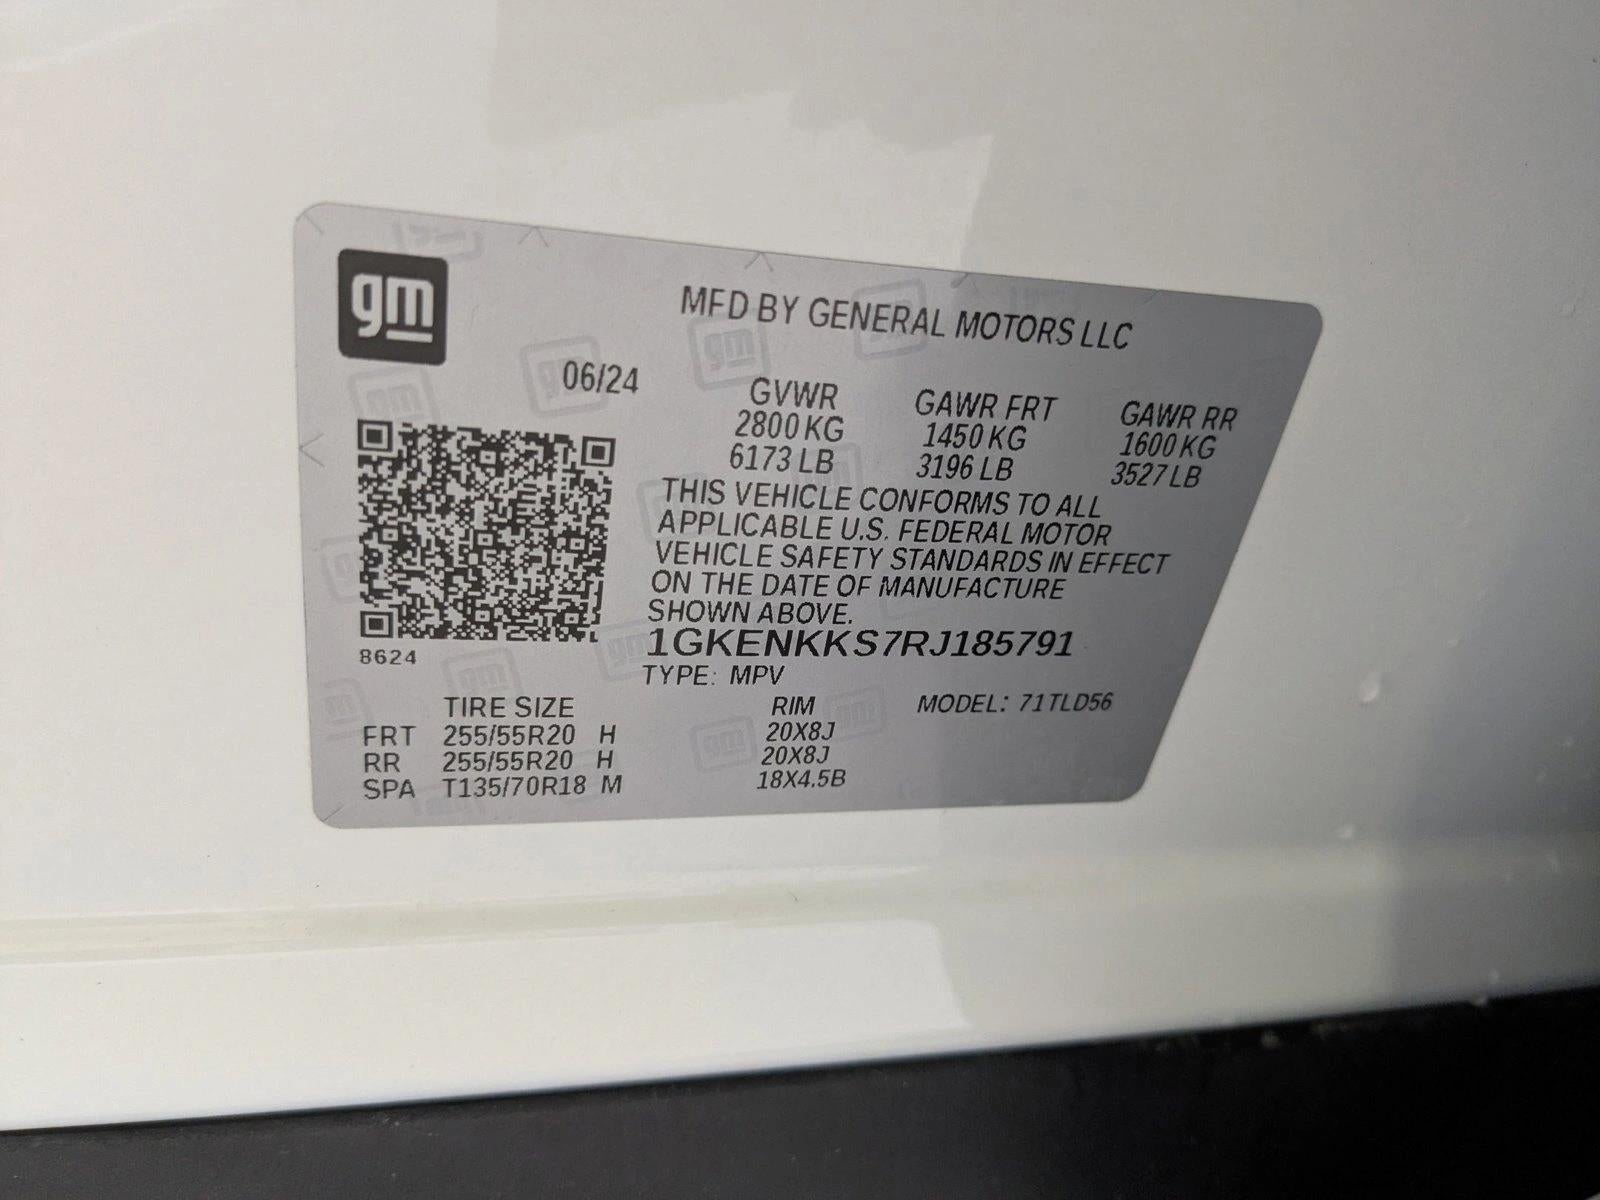 gm
MFD BY GENERAL MOTORS LLC
06/24
GVWR GAWR FRT GAWR RR
2800 KG 1450 KG 1600 KG
6173 LB 3196 LB 3527 LB
THIS VEHICLE CONFORMS TO ALL
APPLICABLE U.S. FEDERAL MOTOR
VEHICLE SAFETY STANDARDS IN EFFECT
ON THE DATE OF MANUFACTURE
SHOWN ABOVE.
1GKENKKS7RJ185791
8624
TYPE: MPV MODEL: 71TLD56
TIRE SIZE RIM
FRT 255/55R20 H 20X8J
RR 255/55R20 H 20X8J
SPA T135/70R18 M 18X4.5B